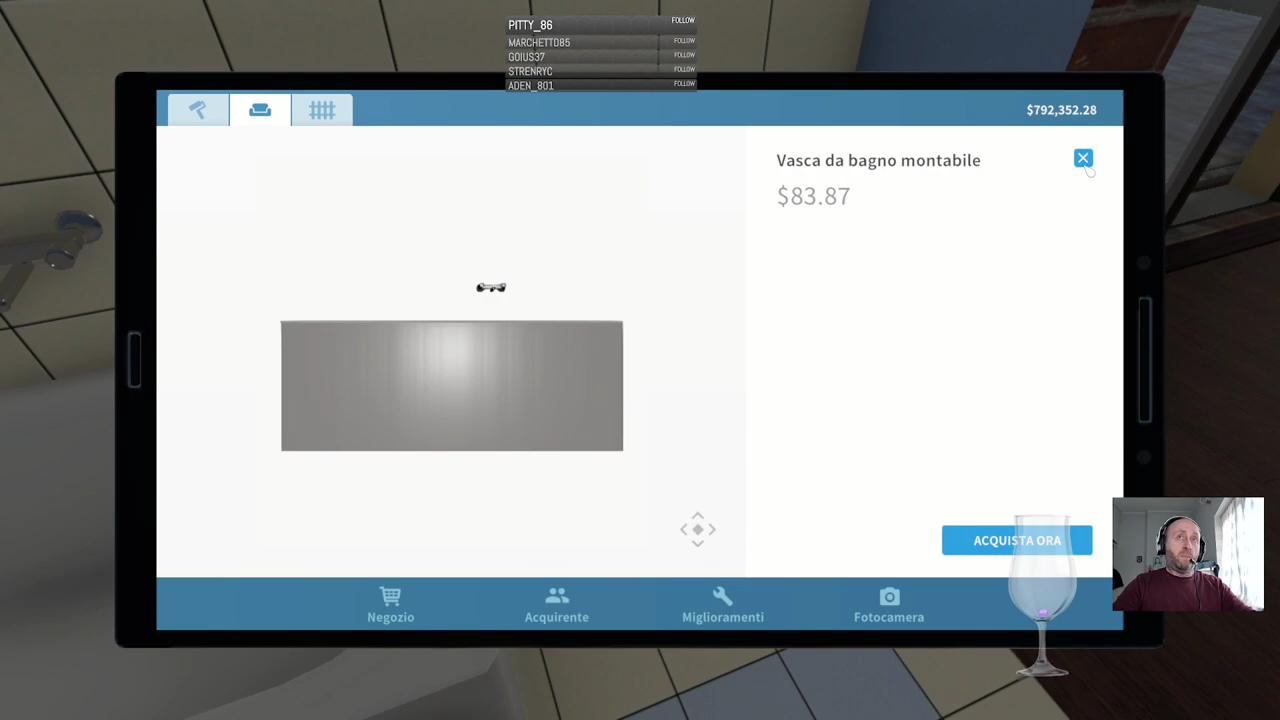 PITTY_86 FOLLOW
MARCHETTO85 FOLLOW
GOIUS37 FOLLOW
STRENRYC FOLLOW
ADEN_801 FOLLOW
$792,352.28
Vasca da bagno montabile
$83.87
ACQUISTA ORA
Negozio
Acquirente
Miglioramenti
Fotocamera